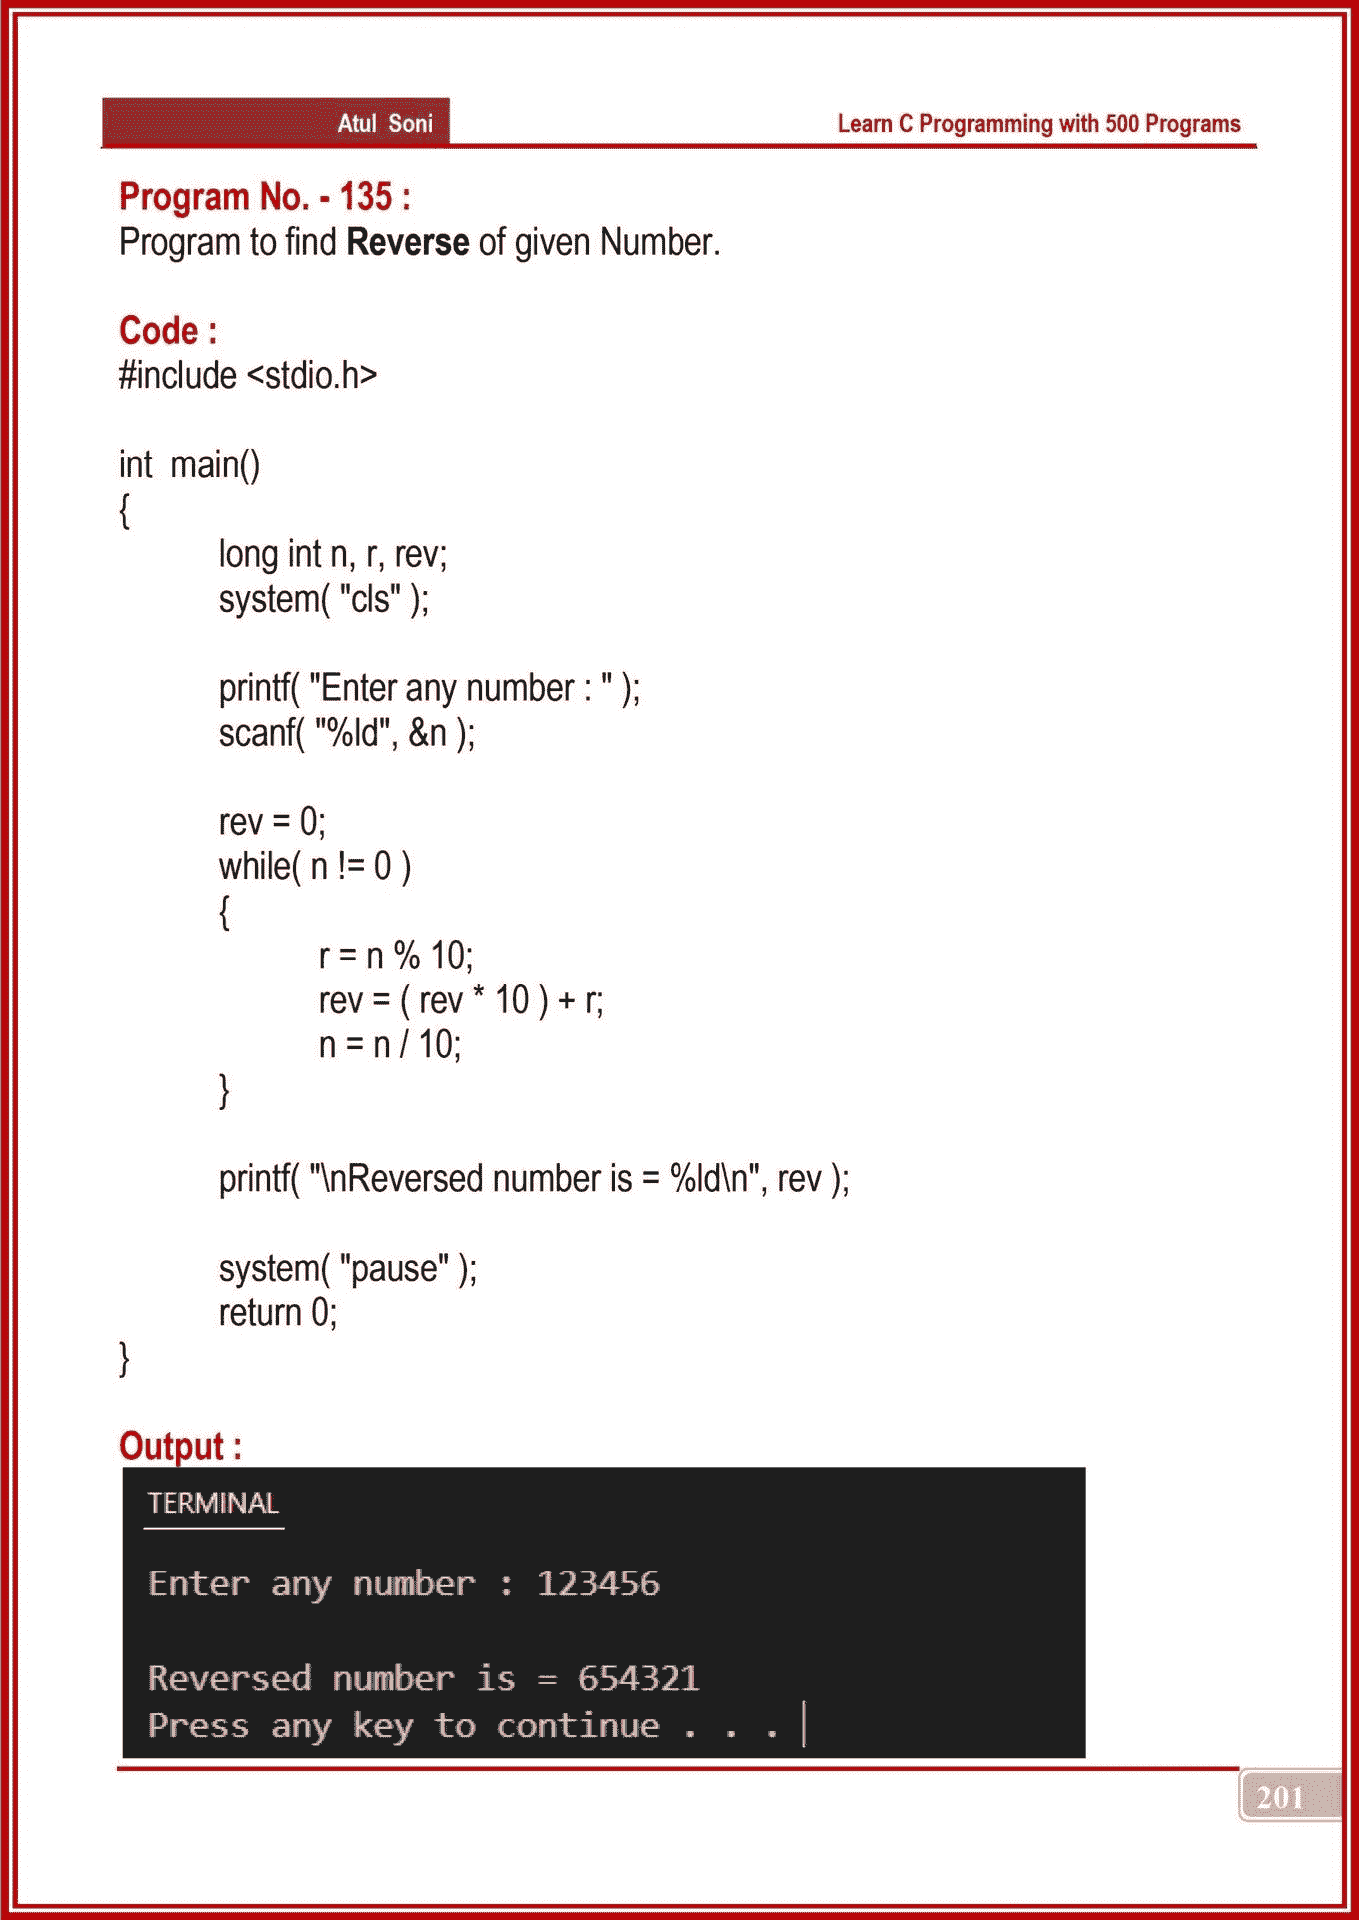 Atul  Soni
Learn C Programming with 500 Programs
Program No. - 135 :
Program to find Reverse of given Number.
Code :
#include <stdio.h>
int  main()
{
long int n, r, rev;
system( "cls" );
printf( "Enter any number : " );
scanf( "%ld", &n );
rev = 0;
while( n != 0 )
{
r = n % 10;
rev = ( rev * 10 ) + r;
n = n / 10;
}
printf( "\nReversed number is = %ld\n", rev );
system( "pause" );
return 0;
}
Output :
TERMINAL
Enter any number : 123456
Reversed number is = 654321
Press any key to continue . . .
201